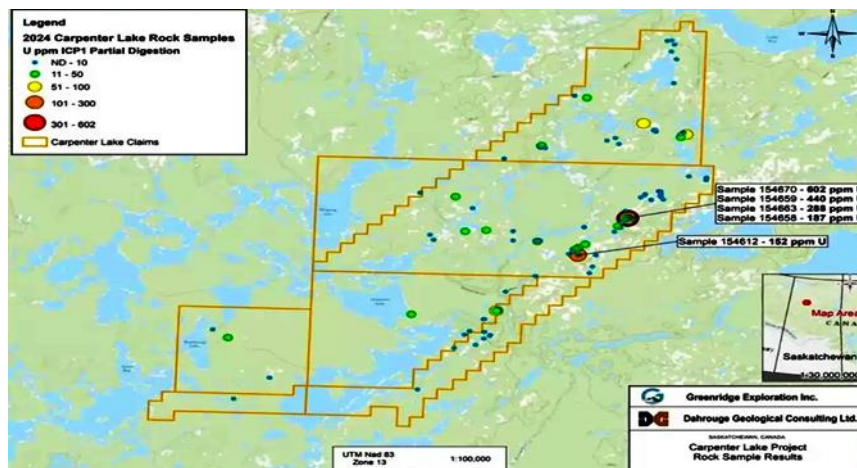 Legend
2024 Carpenter Lake Rock Samples
U ppm ICP1 Partial Digestion
ND - 10
11 - 50
51 - 100
101 - 300
301 - 602
Carpenter Lake Claims
Sample 154670 - 602 ppm
Sample 154659 - 440 ppm U
Sample 154663 - 288 ppm
Sample 154658 - 187 ppm
Sample 154612 - 152 ppm U
Map Area
CANA
Saskatchewan
1:30 000 000
Greenridge Exploration Inc.
DG
Dahrouge Geological Consulting Ltd.
SASKATCHEWAN, CANADA
Carpenter Lake Project
Rock Sample Results
UTM Nad 83
Zone 13
1:100,000